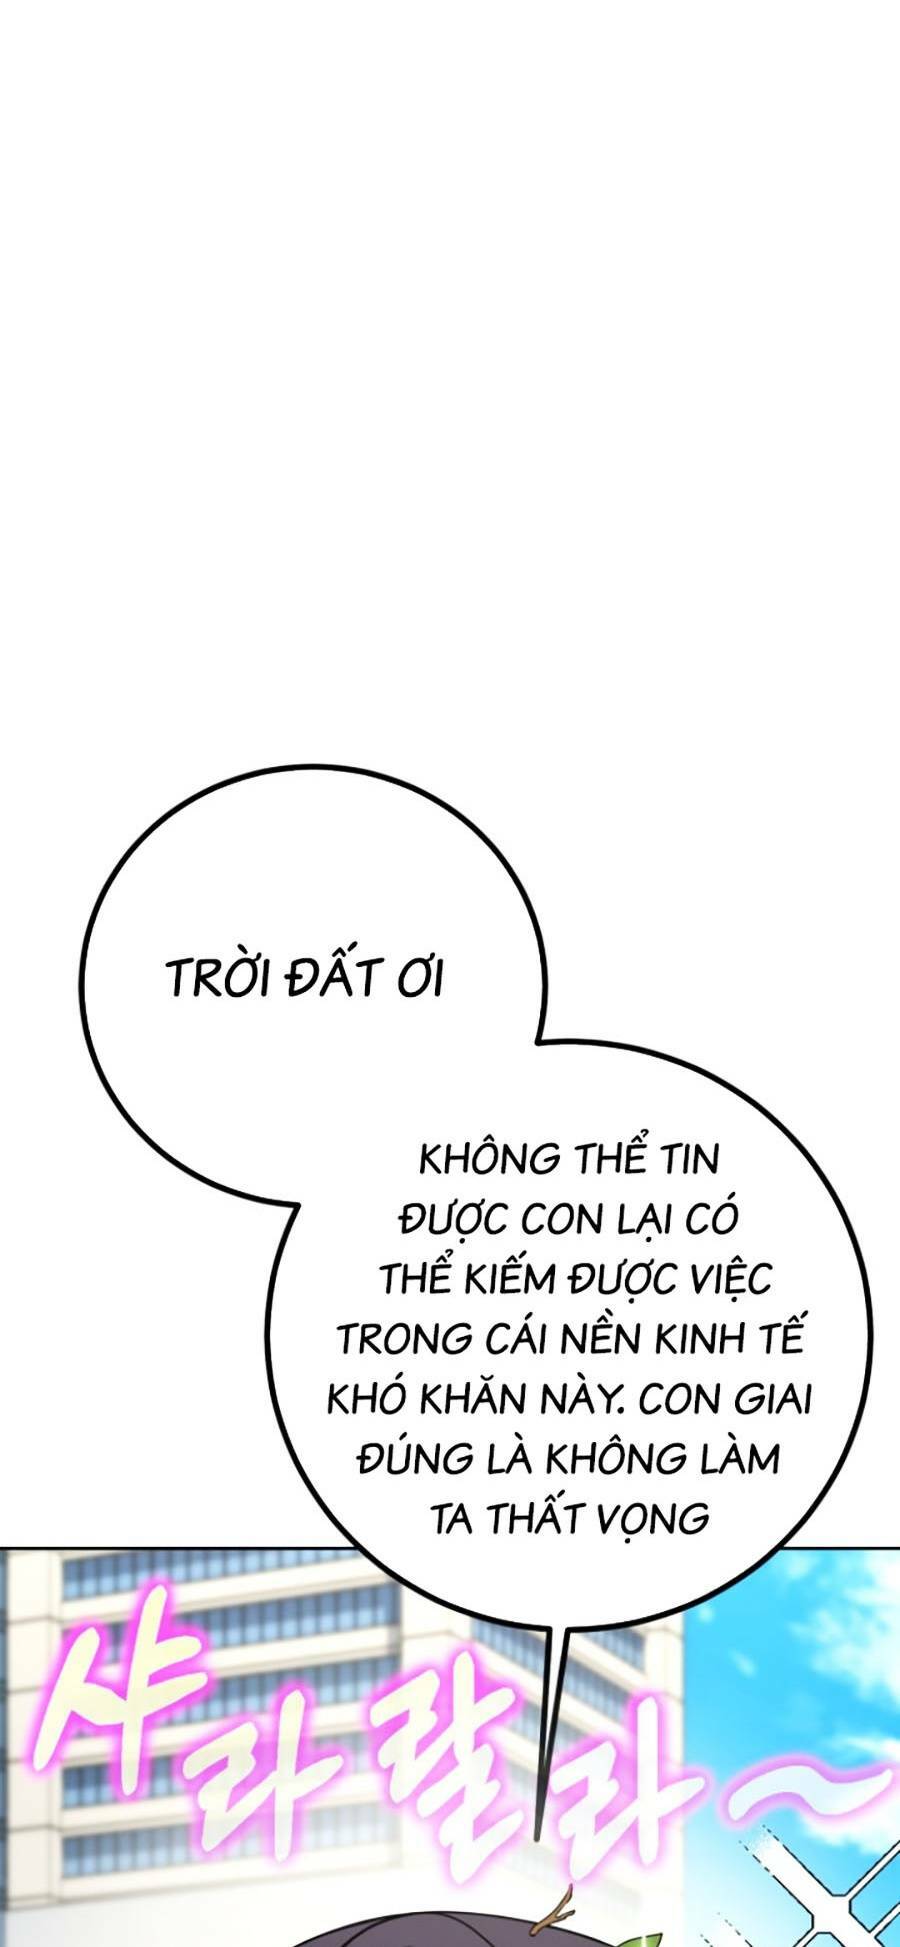 TRỜI ĐẤT ƠI
KHÔNG THỂ TIN
ĐƯỢC CON LẠI CÓ
THỂ KIẾM ĐƯỢC VIỆC
TRONG CÁI NỀN KINH TẾ
KHÓ KHĂN NÀY. CON GIAI
ĐÚNG LÀ KHÔNG LÀM
TA THẤT VỌNG
샤라랄라~